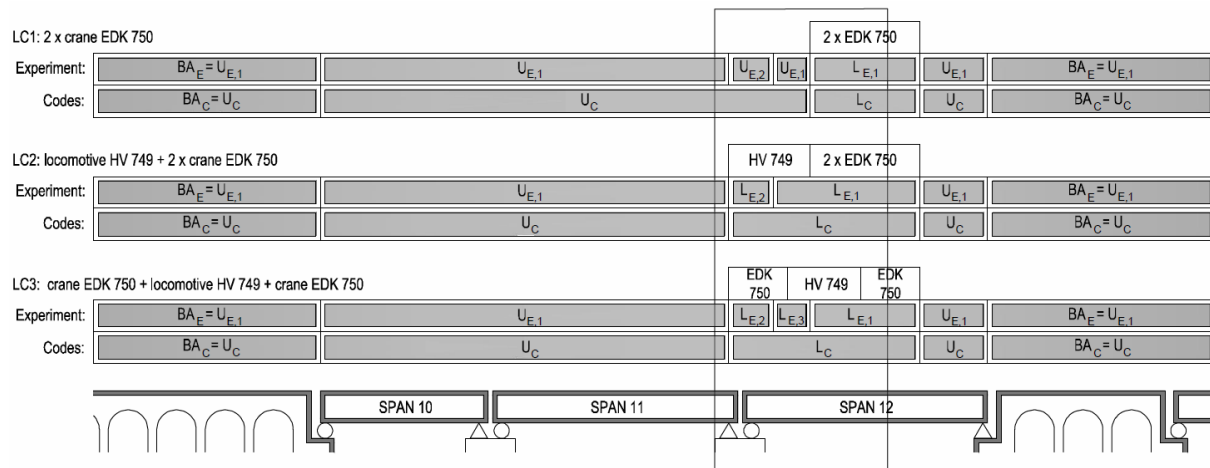 LC1: 2 x crane EDK 750
2 x EDK 750
Experiment: BA_E = U_E,1 U_E,1 U_E,2 U_E,1 L_E,1 U_E,1 BA_E = U_E,1
Codes: BA_C = U_C U_C L_C U_C BA_C = U_C
LC2: locomotive HV 749 + 2 x crane EDK 750
HV 749 2 x EDK 750
Experiment: BA_E = U_E,1 U_E,1 L_E,2 L_E,1 U_E,1 BA_E = U_E,1
Codes: BA_C = U_C U_C L_C U_C BA_C = U_C
LC3: crane EDK 750 + locomotive HV 749 + crane EDK 750
EDK 750 HV 749 EDK 750
Experiment: BA_E = U_E,1 U_E,1 L_E,2 L_E,3 L_E,1 U_E,1 BA_E = U_E,1
Codes: BA_C = U_C U_C L_C U_C BA_C = U_C
SPAN 10 SPAN 11 SPAN 12